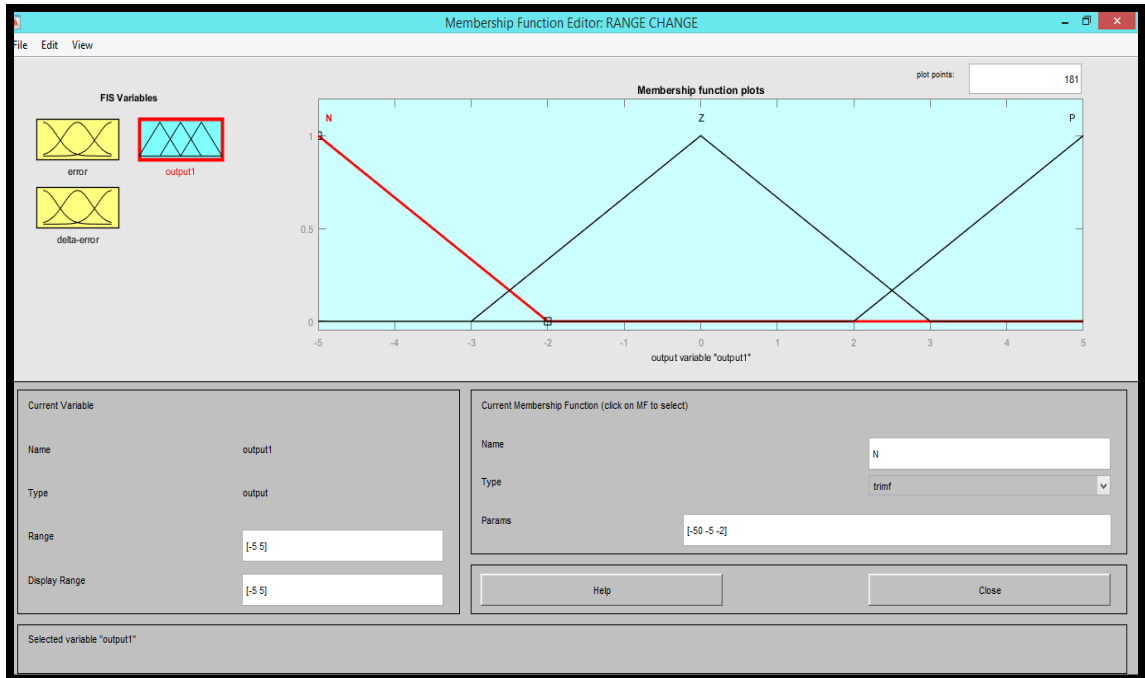 Membership Function Editor: RANGE CHANGE
File Edit View
FIS Variables
error
output1
delta-error
plot points:
181
Membership function plots
N
Z
P
1
0.5
0
-5 -4 -3 -2 -1 0 1 2 3 4 5
output variable "output1"
Current Variable
Name output1
Type output
Range [-5 5]
Display Range [-5 5]
Current Membership Function (click on MF to select)
Name N
Type trimf
Params [-50 -5 -2]
Help
Close
Selected variable "output1"